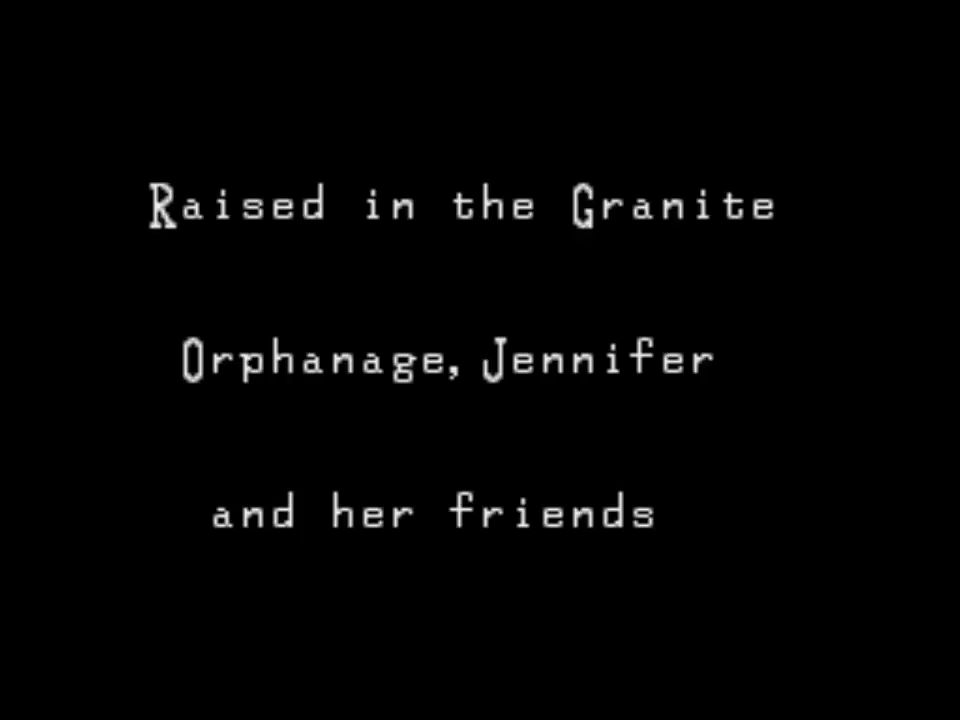 Raised in the Granite
Orphanage, Jennifer
and her friends